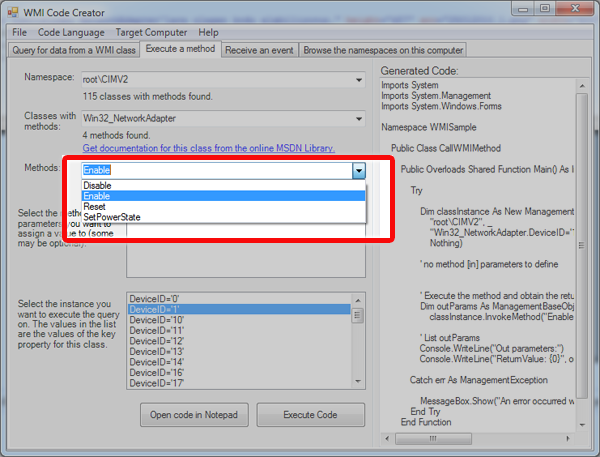 WMI Code Creator
File Code Language Target Computer Help
Query for data from a WMI class Execute a method Receive an event Browse the namespaces on this computer
Namespace: root\CIMV2
115 classes with methods found.
Classes with methods: Win32_NetworkAdapter
4 methods found.
Get documentation for this class from the online MSDN Library.
Methods: Enable
Disable
Enable
Reset
SetPowerState
Select the
parameters you want to
assign a value to (some
may be optional).
Select the instance you
want to execute the query
on. The values in the list
are the values of the key
property for this class.
DeviceID='0'
DeviceID='1'
DeviceID='10'
DeviceID='11'
DeviceID='12'
DeviceID='13'
DeviceID='14'
DeviceID='16'
DeviceID='17'
Open code in Notepad Execute Code
Generated Code:
Imports System
Imports System.Management
Imports System.Windows.Forms
Namespace WMISample
Public Class CallWMIMethod
Public Overloads Shared Function Main() As I
Try
Dim classInstance As New Management
"root\CIMV2", _
"Win32_NetworkAdapter.DeviceID='
Nothing)
' no method [in] parameters to define
' Execute the method and obtain the retu
Dim outParams As ManagementBaseObj
classInstance.InvokeMethod("Enable
' List outParams
Console.WriteLine("Out parameters:")
Console.WriteLine("ReturnValue: {0}", o
Catch err As ManagementException
MessageBox.Show("An error occurred w
End Try
End Function